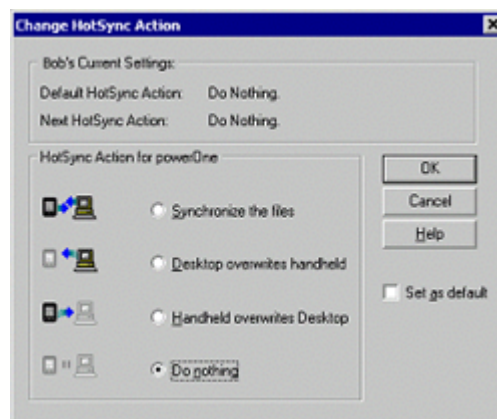 Change HotSync Action
Bob's Current Settings:
Default HotSync Action: Do Nothing.
Next HotSync Action: Do Nothing.
HotSync Action for powerOne
OK
Synchronize the files
Cancel
Help
Desktop overwrites handheld
Set as default
Handheld overwrites Desktop
Do nothing